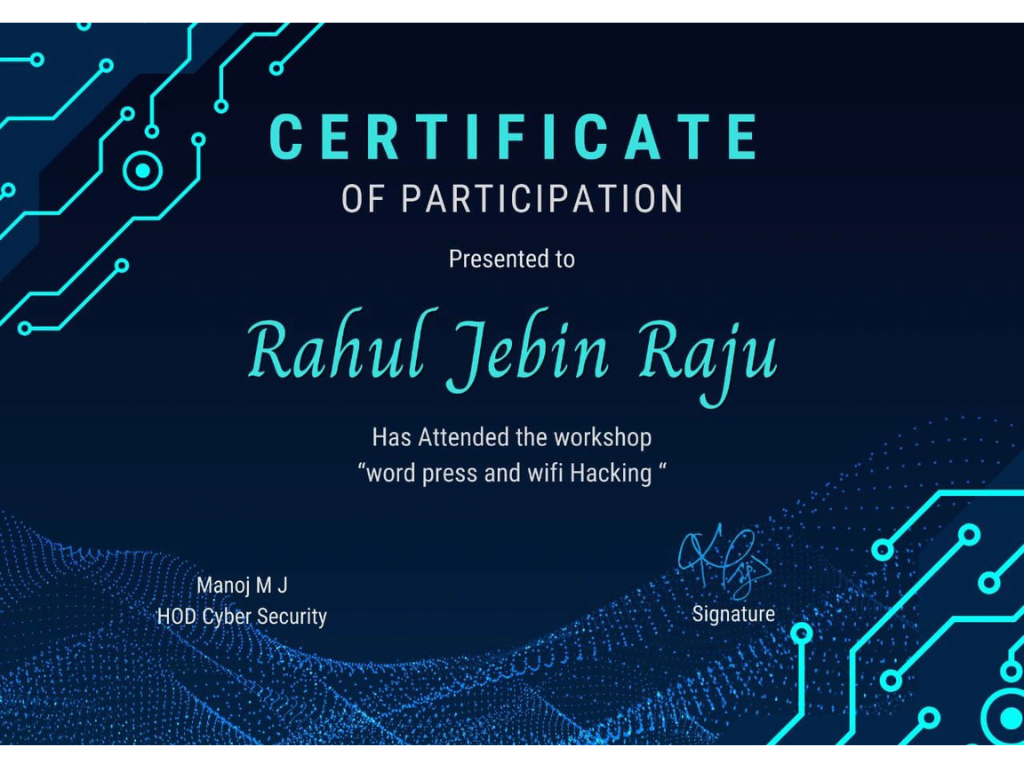 CERTIFICATE
OF PARTICIPATION
Presented to
Rahul Jebin Raju
Has Attended the workshop
“word press and wifi Hacking “
Manoj M J
HOD Cyber Security
Signature